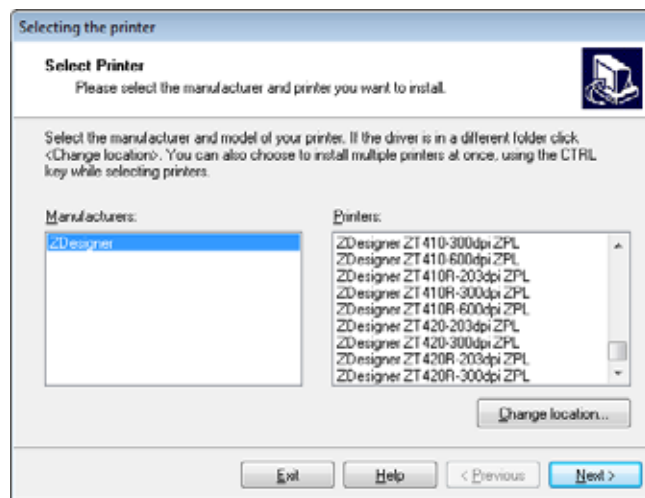 Selecting the printer
Select Printer
Please select the manufacturer and printer you want to install.
Select the manufacturer and model of your printer. If the driver is in a different folder click
<Change location>. You can also choose to install multiple printers at once, using the CTRL
key while selecting printers.
Manufacturers:
ZDesigner
Printers:
ZDesigner ZT410-300dpi ZPL
ZDesigner ZT410-600dpi ZPL
ZDesigner ZT410R-203dpi ZPL
ZDesigner ZT410R-300dpi ZPL
ZDesigner ZT410R-600dpi ZPL
ZDesigner ZT420-203dpi ZPL
ZDesigner ZT420-300dpi ZPL
ZDesigner ZT420R-203dpi ZPL
ZDesigner ZT420R-300dpi ZPL
Change location...
Exit
Help
< Previous
Next >